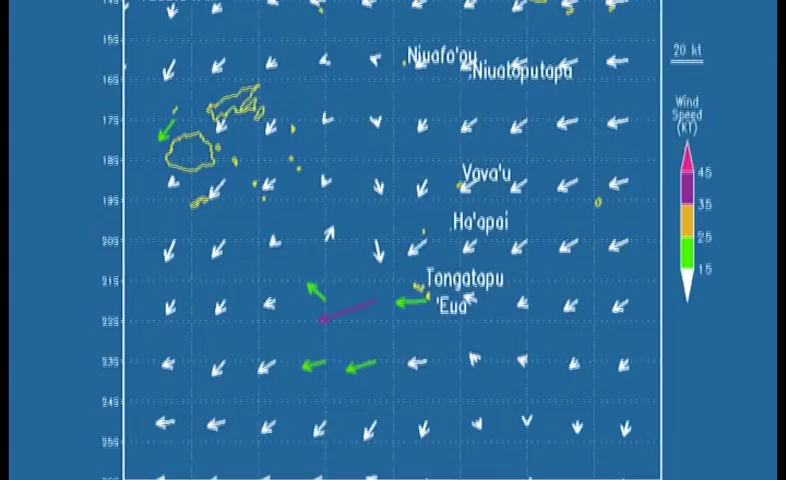 20 kt
15S
Niuafo'ou
Niuatoputapu
16S
Wind
Speed
(KT)
17S
18S
45
Vava'u
19S
35
Ha'apai
20S
25
Tongatapu
21S
15
'Eua
22S
23S
24S
25S